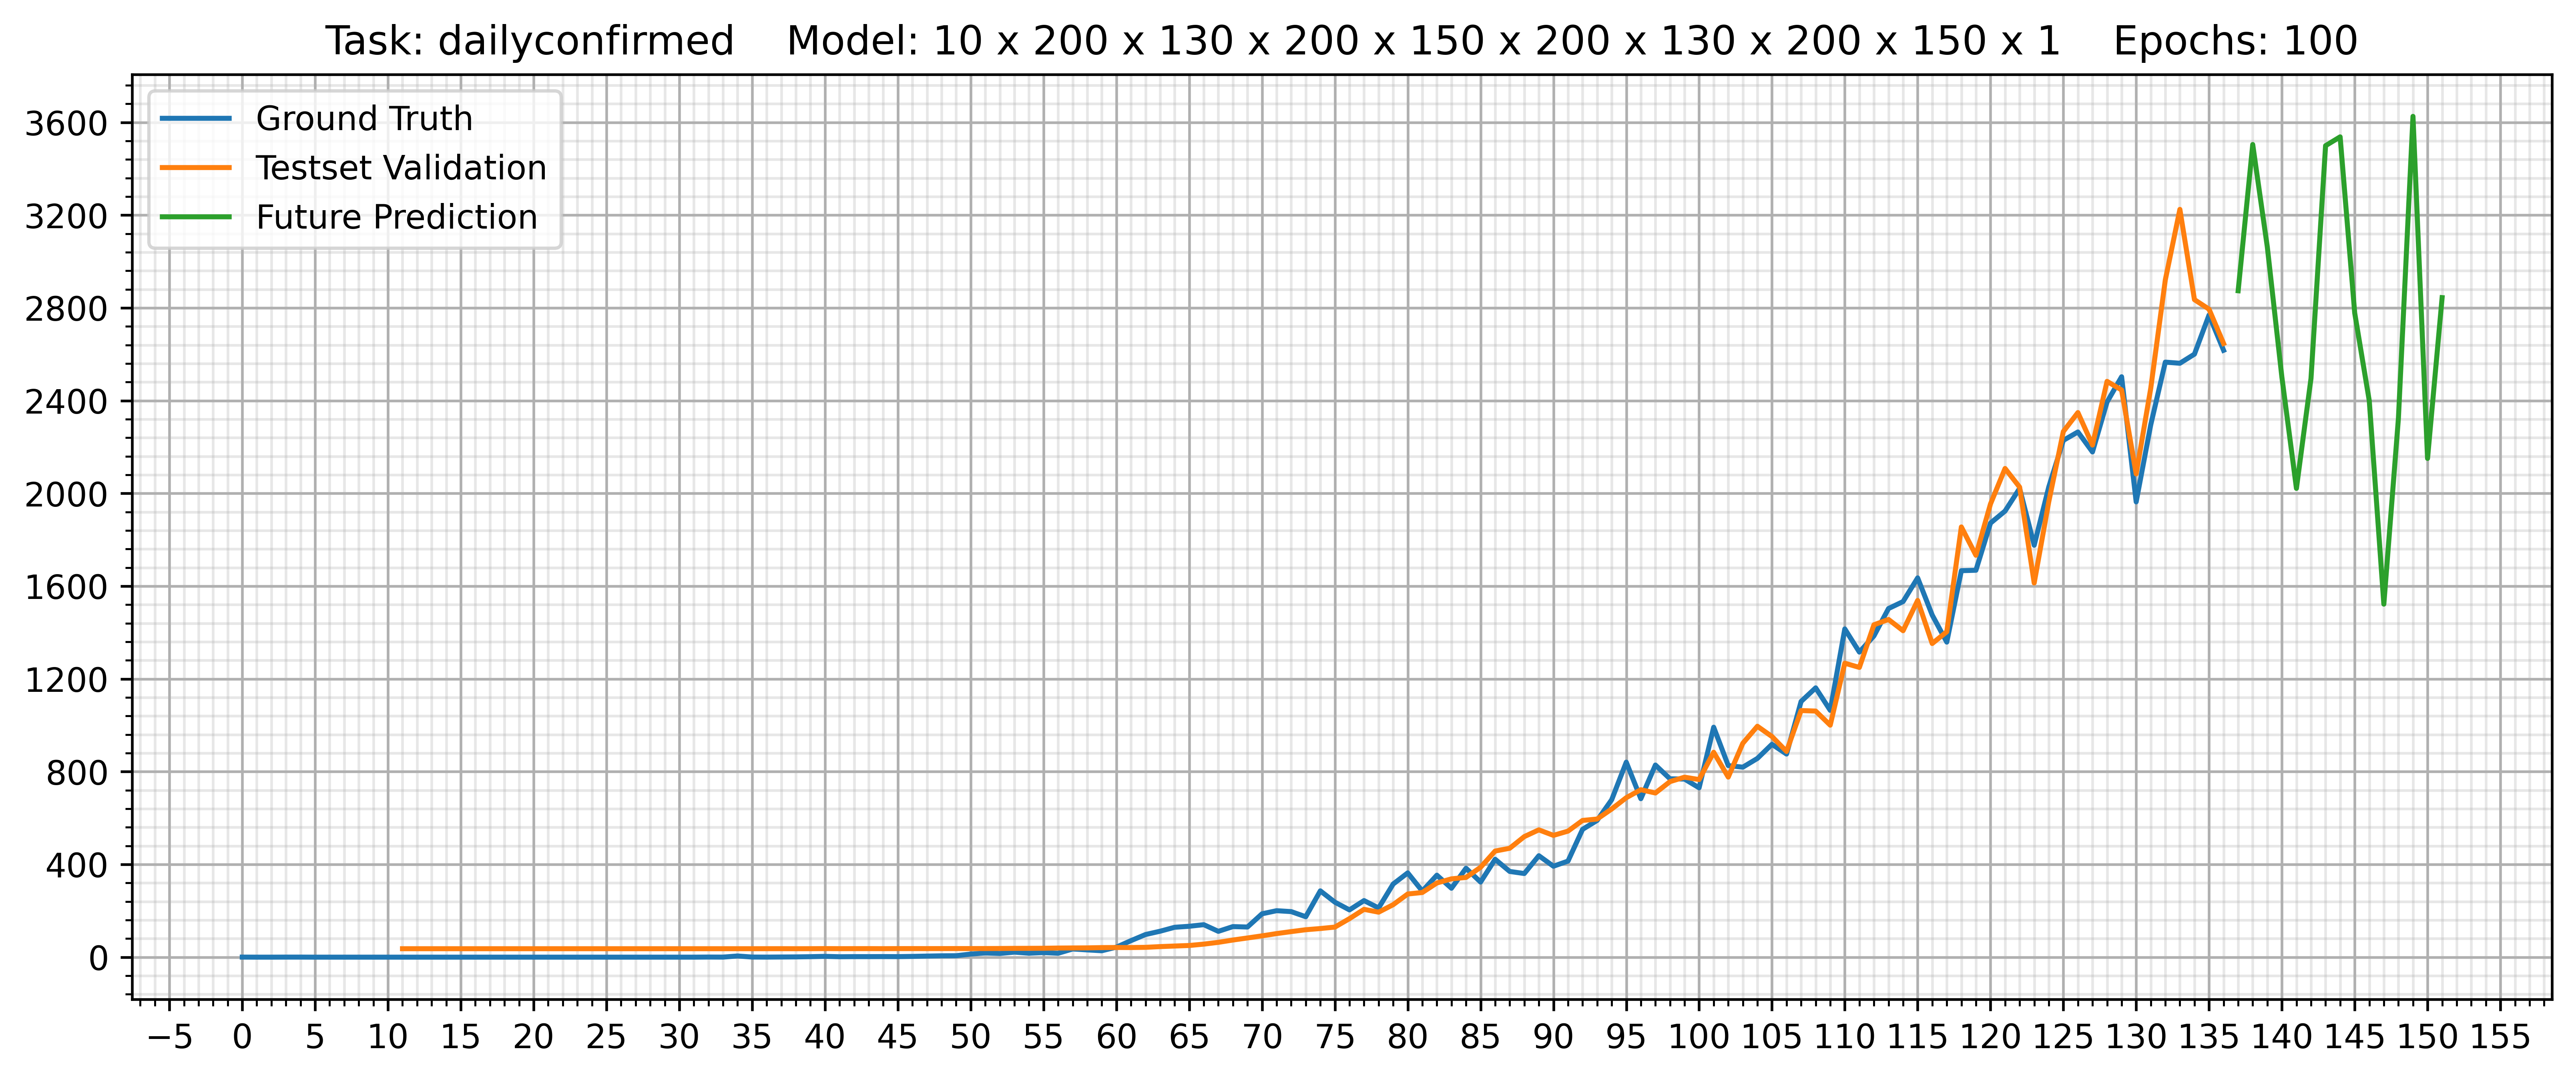 Task: dailyconfirmed    Model: 10 x 200 x 130 x 200 x 150 x 200 x 130 x 200 x 150 x 1    Epochs: 100
Ground Truth
Testset Validation
Future Prediction
3600
3200
2800
2400
2000
1600
1200
800
400
0
−5 0 5 10 15 20 25 30 35 40 45 50 55 60 65 70 75 80 85 90 95 100 105 110 115 120 125 130 135 140 145 150 155